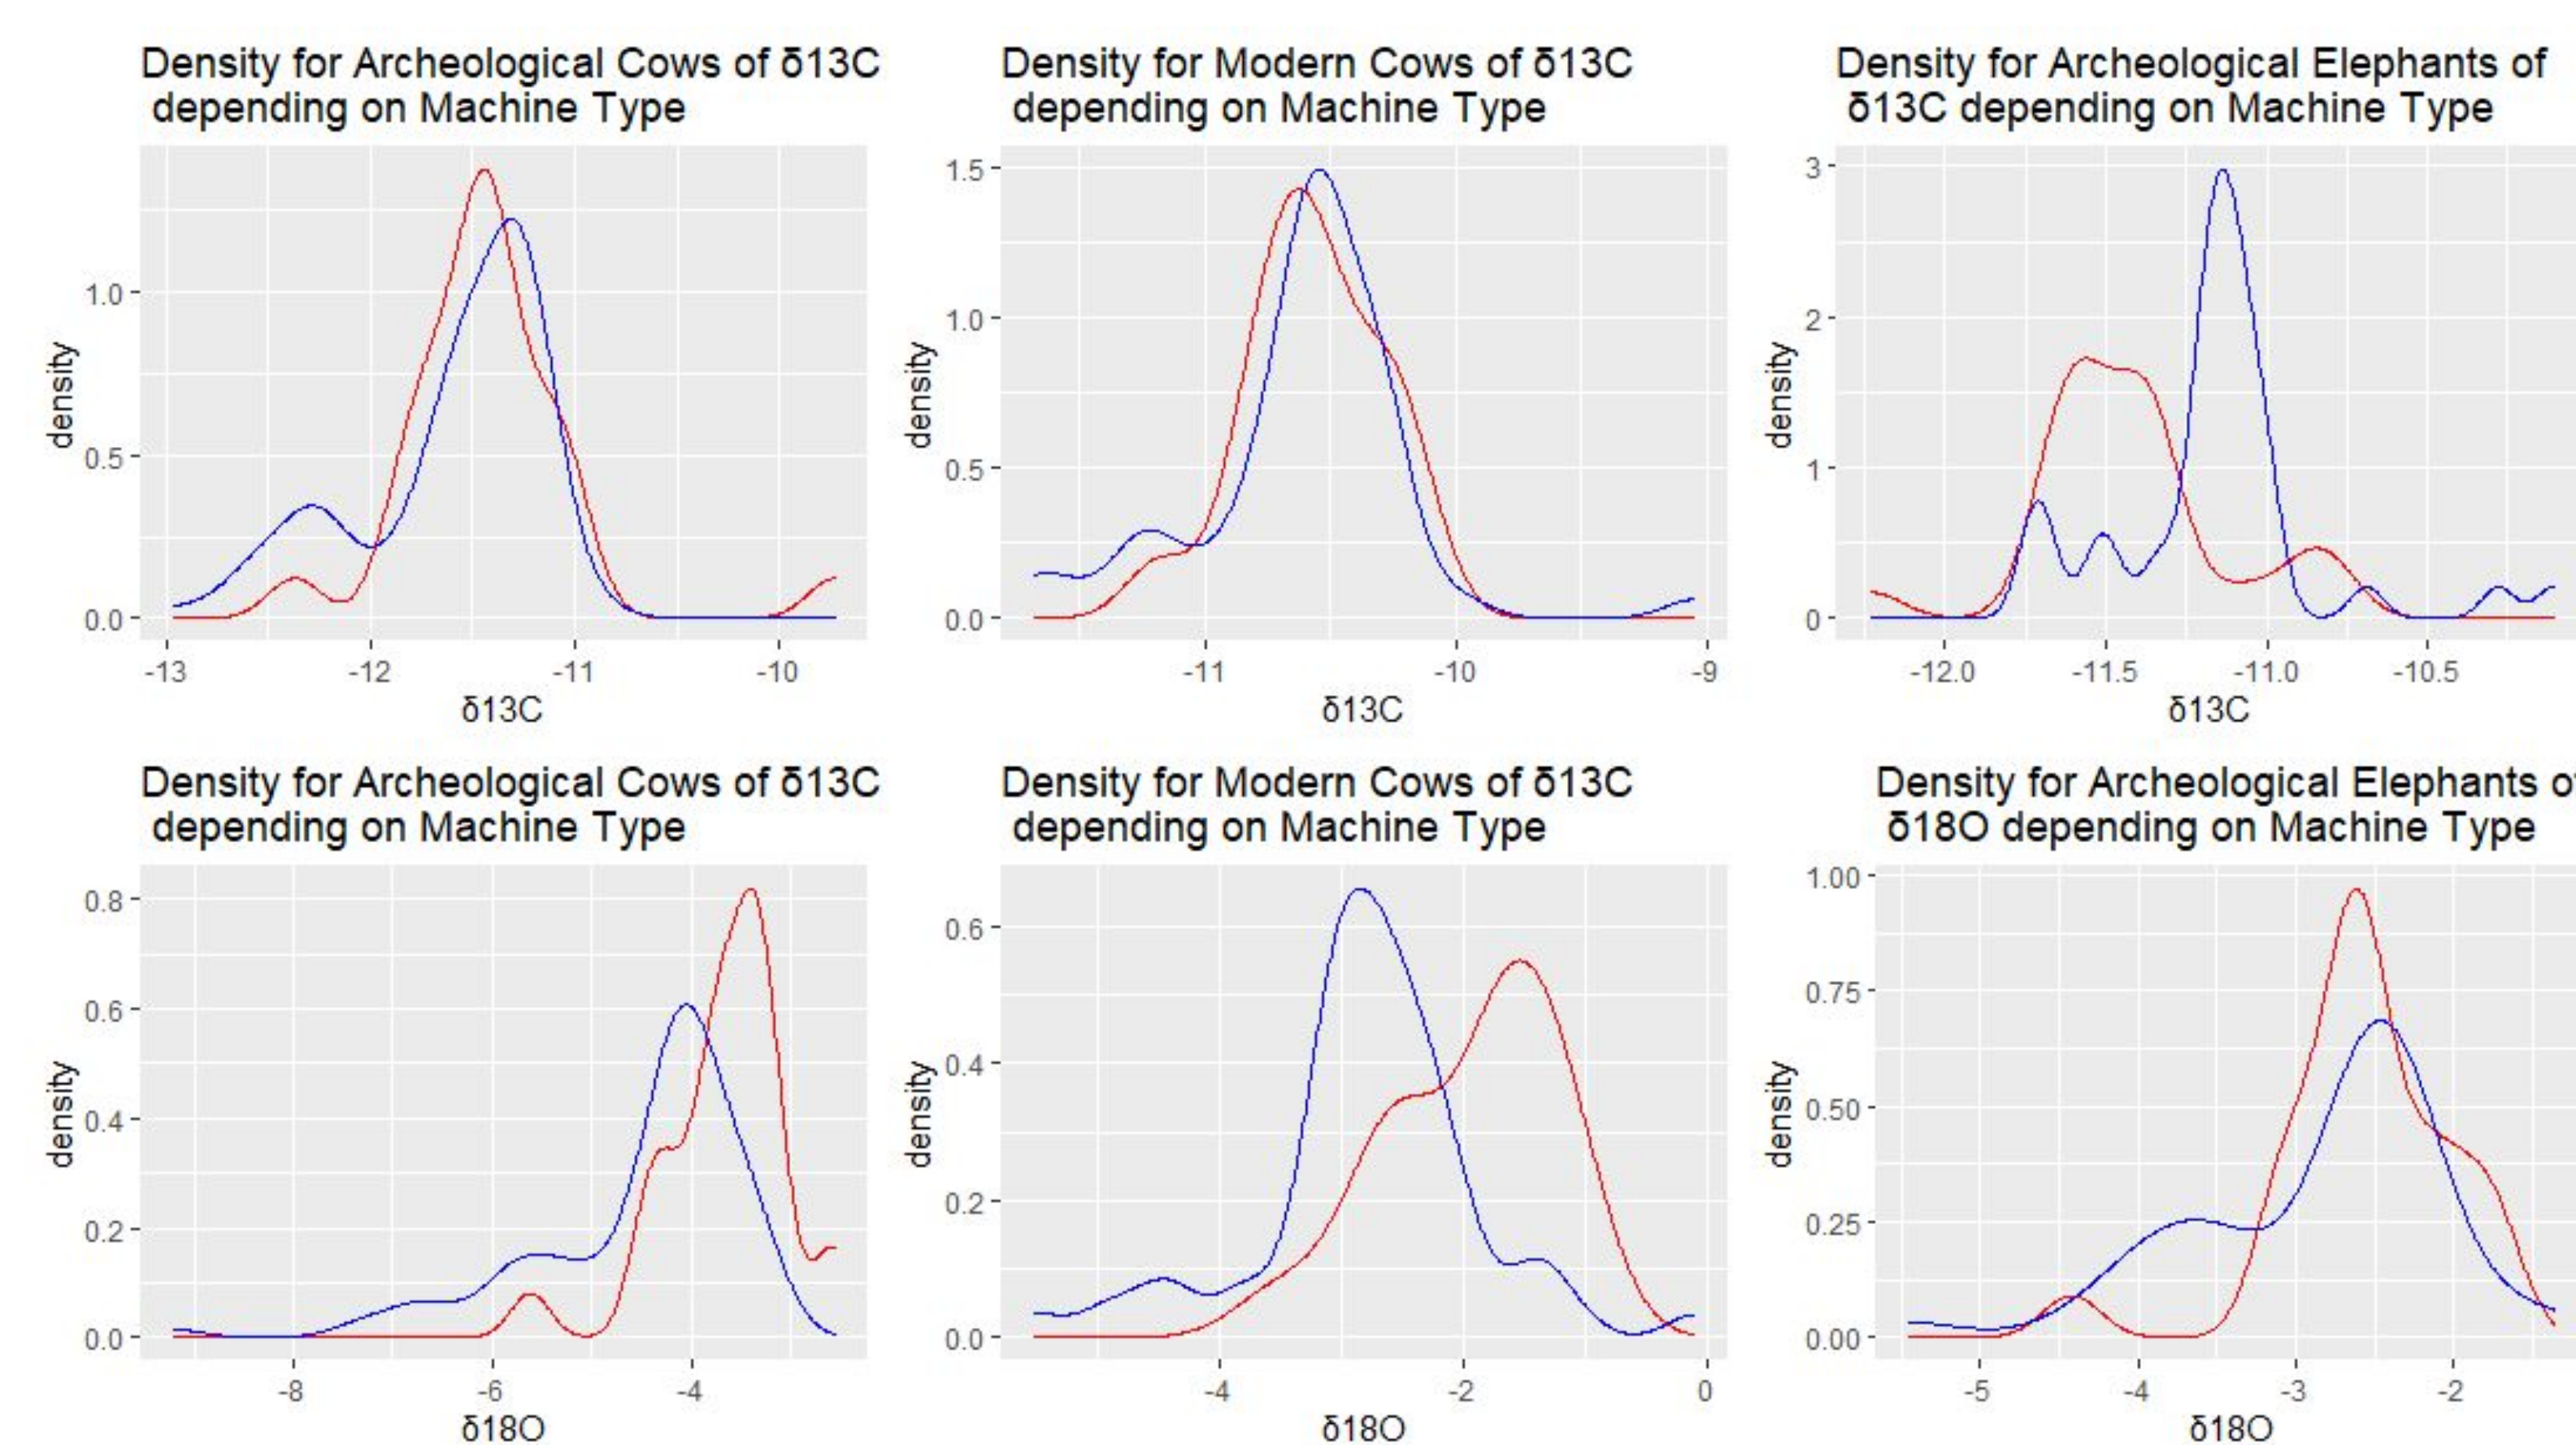 Density for Archeological Cows of δ13C
depending on Machine Type
density
1.0
0.5
0.0
-13
-12
-11
-10
δ13C
Density for Modern Cows of δ13C
depending on Machine Type
density
1.5
1.0
0.5
0.0
-11
-10
-9
δ13C
Density for Archeological Elephants of
δ13C depending on Machine Type
density
3
2
1
0
-12.0
-11.5
-11.0
-10.5
δ13C
Density for Archeological Cows of δ13C
depending on Machine Type
density
0.8
0.6
0.4
0.2
0.0
-8
-6
-4
δ18O
Density for Modern Cows of δ13C
depending on Machine Type
density
0.6
0.4
0.2
0.0
-4
-2
0
δ18O
Density for Archeological Elephants of
δ18O depending on Machine Type
density
1.00
0.75
0.50
0.25
0.00
-5
-4
-3
-2
δ18O